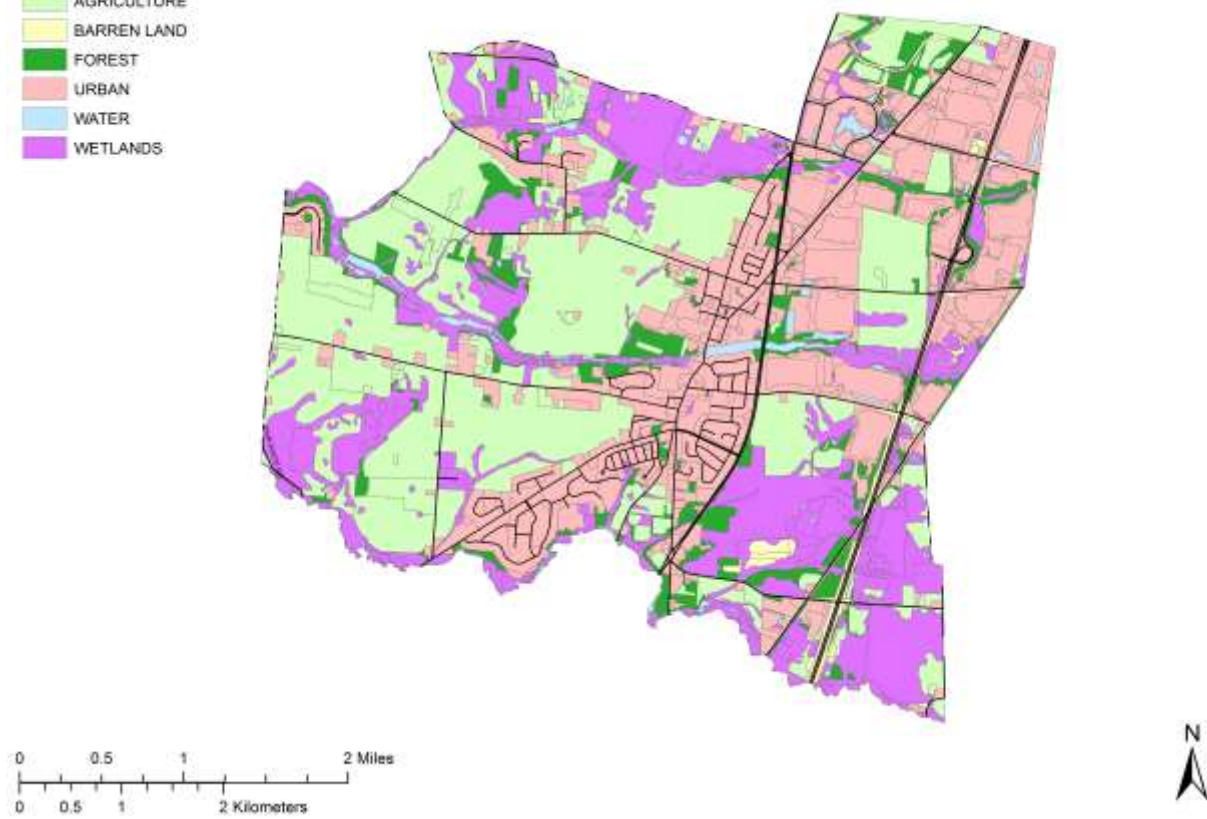 AGRICULTURE
BARREN LAND
FOREST
URBAN
WATER
WETLANDS
N
0 0.5 1 2 Miles
0 0.5 1 2 Kilometers